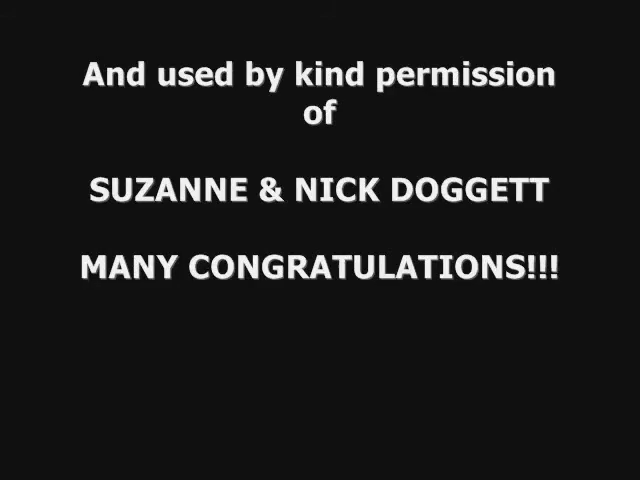 And used by kind permission
of
SUZANNE & NICK DOGGETT
MANY CONGRATULATIONS!!!